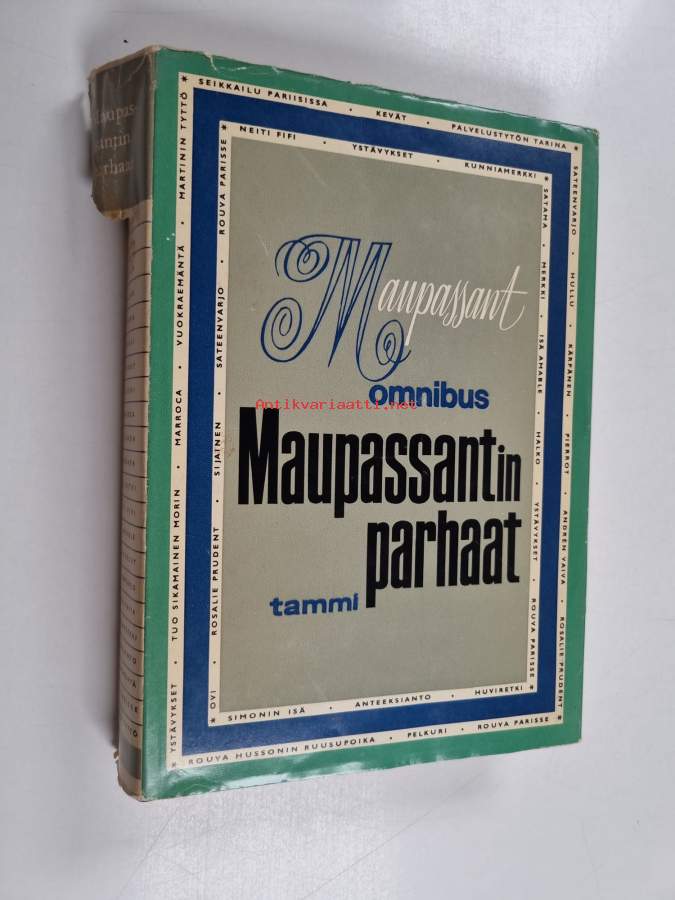 Maupas-
santin
parhaat
SEIKKAILU PARIISISSA • KEVÄT • PALVELUSTYTÖN TARINA
SATEENVARJO • HULLU • KÄRPÄNEN • PIERROT • ANDREN VAIVA • ROSALIE PRUDENT
ROUVA HUSSONIN RUUSUPOIKA • PELKURI • ROUVA PARISSE
YSTÄVYKSET • TUO SIKAMAINEN MORIN • MARROCA • VUOKRAEMÄNTÄ • MARTININ TYTTÖ
NEITI FIFI • YSTÄVYKSET • KUNNIAMERKKI
SATAMA • MERKKI • ISÄ AMABLE • HALKO • YSTÄVYKSET • ROUVA PARISSE
SIMONIN ISÄ • ANTEEKSIANTO • HUVIRETKI
OVI • ROSALIE PRUDENT • SIJAINEN • SATEENVARJO • ROUVA PARISSE
Maupassant
omnibus
Antikvariaatti.net
Maupassantin
parhaat
tammi